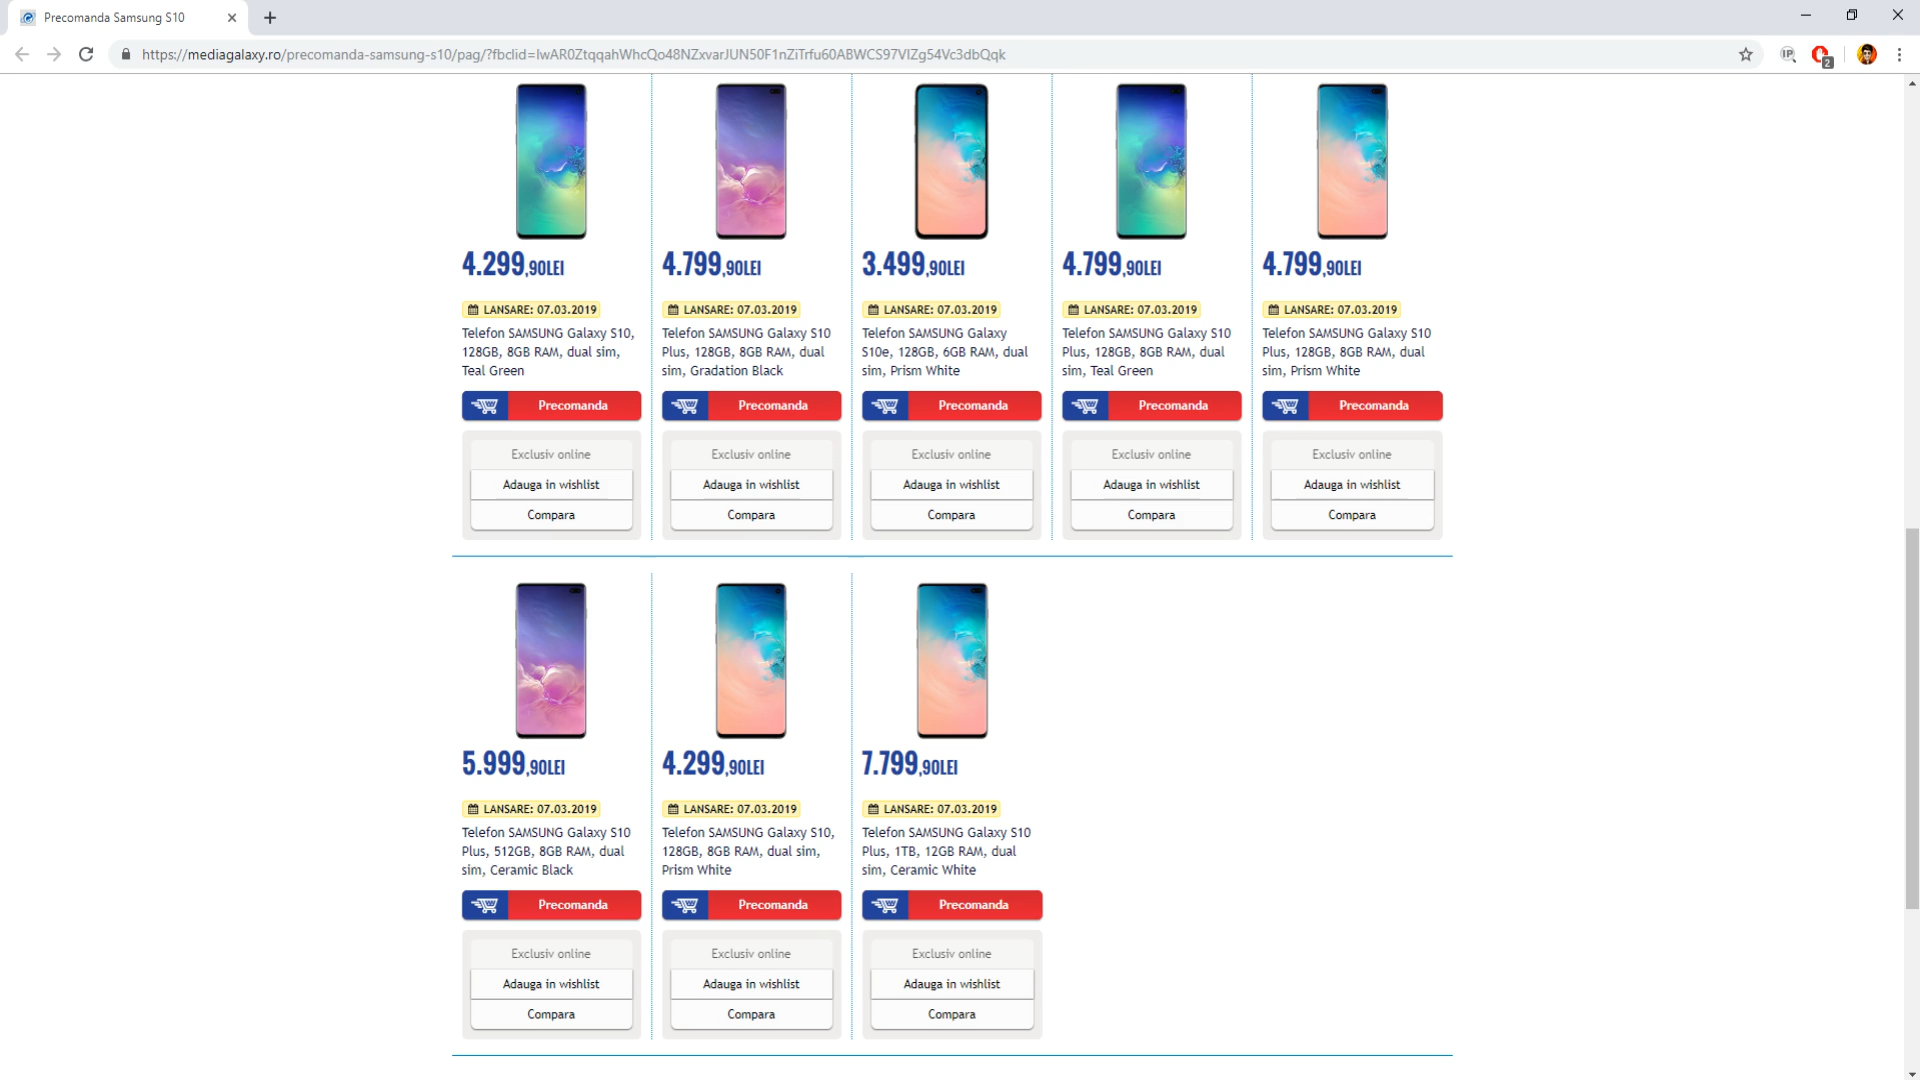 Precomanda Samsung S10
https://mediagalaxy.ro/precomanda-samsung-s10/pag/?fbclid=IwAR0ZtqqahWhcQo48NZxvarJUN50F1nZiTrfu60ABWCS97VIZg54Vc3dbQqk
IP
2
4.299,90LEI
LANSARE: 07.03.2019
Telefon SAMSUNG Galaxy S10,
128GB, 8GB RAM, dual sim,
Teal Green
Precomanda
Exclusiv online
Adauga in wishlist
Compara
4.799,90LEI
LANSARE: 07.03.2019
Telefon SAMSUNG Galaxy S10
Plus, 128GB, 8GB RAM, dual
sim, Gradation Black
Precomanda
Exclusiv online
Adauga in wishlist
Compara
3.499,90LEI
LANSARE: 07.03.2019
Telefon SAMSUNG Galaxy
S10e, 128GB, 6GB RAM, dual
sim, Prism White
Precomanda
Exclusiv online
Adauga in wishlist
Compara
4.799,90LEI
LANSARE: 07.03.2019
Telefon SAMSUNG Galaxy S10
Plus, 128GB, 8GB RAM, dual
sim, Teal Green
Precomanda
Exclusiv online
Adauga in wishlist
Compara
4.799,90LEI
LANSARE: 07.03.2019
Telefon SAMSUNG Galaxy S10
Plus, 128GB, 8GB RAM, dual
sim, Prism White
Precomanda
Exclusiv online
Adauga in wishlist
Compara
5.999,90LEI
LANSARE: 07.03.2019
Telefon SAMSUNG Galaxy S10
Plus, 512GB, 8GB RAM, dual
sim, Ceramic Black
Precomanda
Exclusiv online
Adauga in wishlist
Compara
4.299,90LEI
LANSARE: 07.03.2019
Telefon SAMSUNG Galaxy S10,
128GB, 8GB RAM, dual sim,
Prism White
Precomanda
Exclusiv online
Adauga in wishlist
Compara
7.799,90LEI
LANSARE: 07.03.2019
Telefon SAMSUNG Galaxy S10
Plus, 1TB, 12GB RAM, dual
sim, Ceramic White
Precomanda
Exclusiv online
Adauga in wishlist
Compara